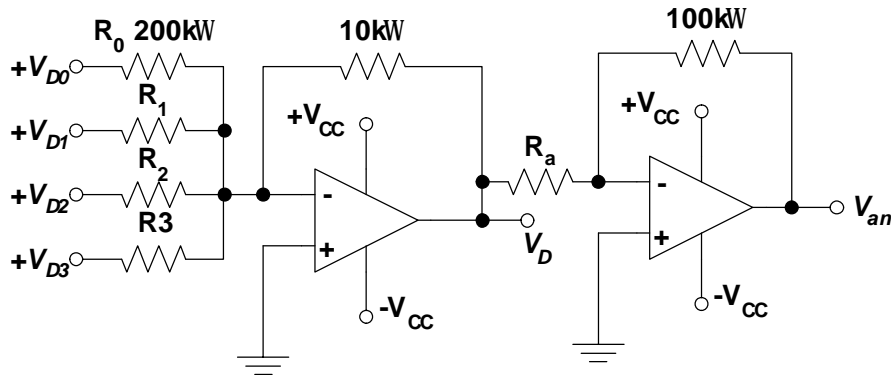 R0 200kW
+VD0
R1
+VD1
R2
+VD2
R3
+VD3
10kW
+VCC
-
+
-VCC
VD
Ra
100kW
+VCC
-
+
-VCC
Van